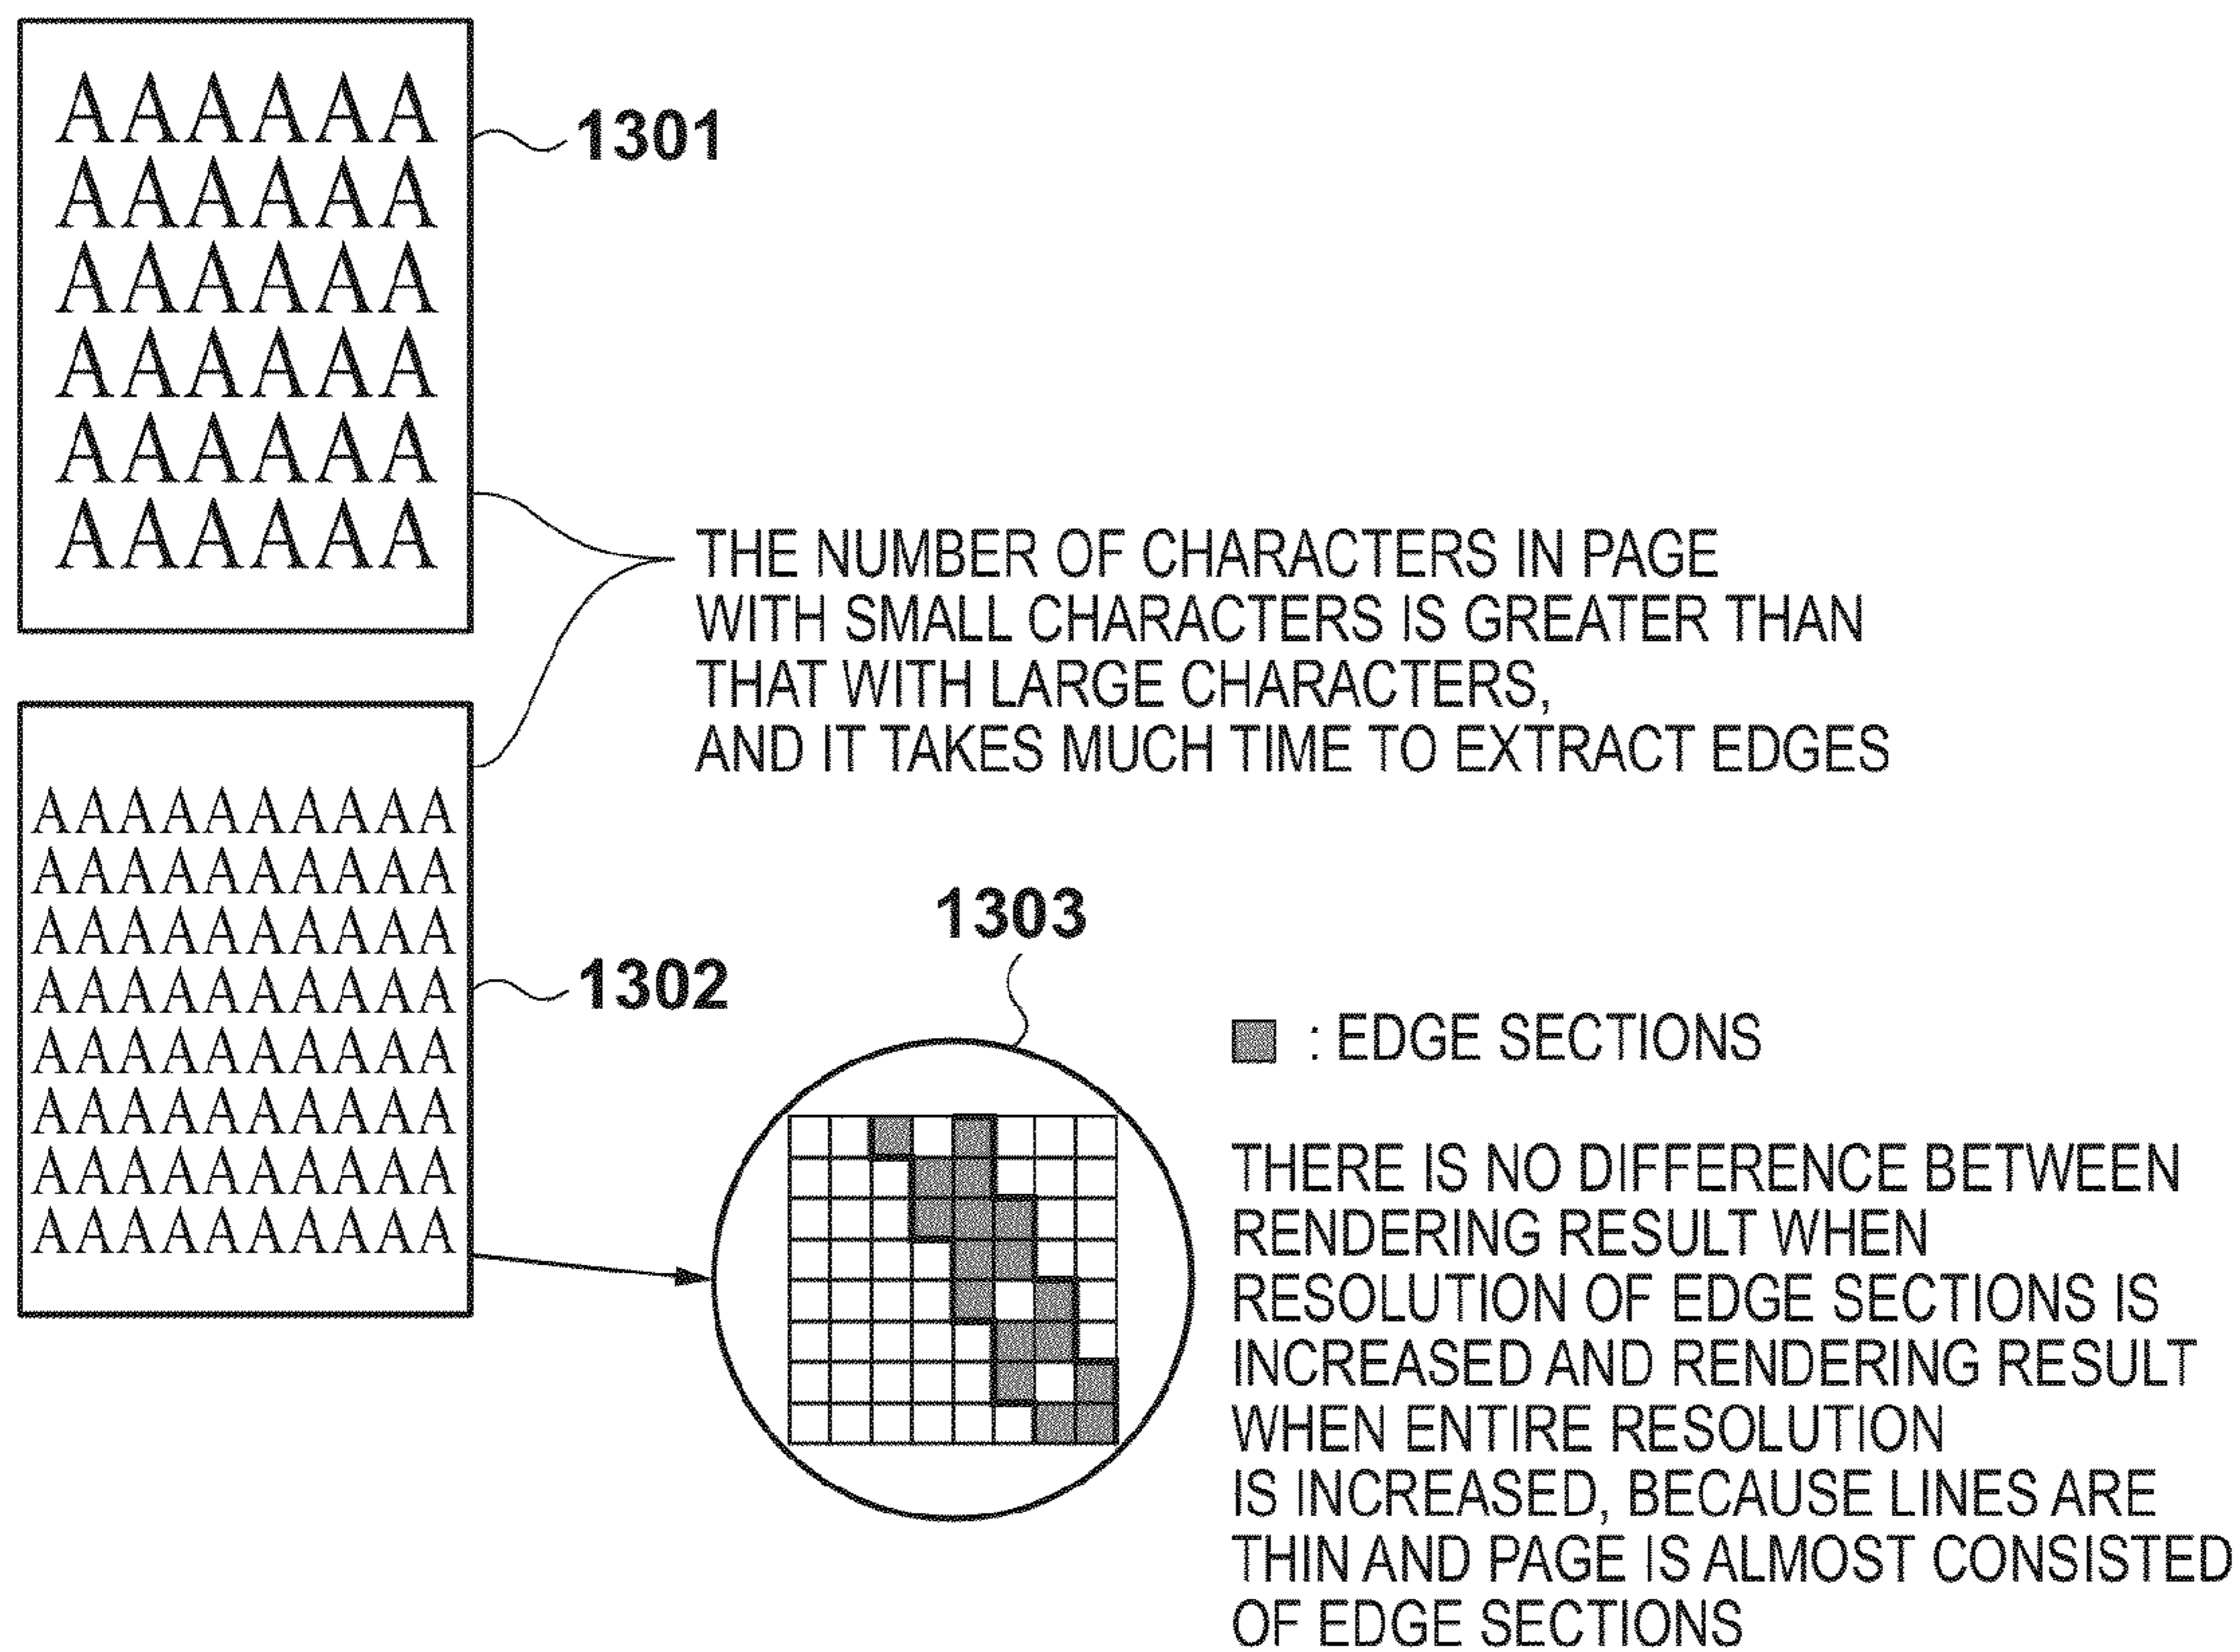 AAAAAA
AAAAAA
AAAAAA
AAAAAA
AAAAAA
AAAAAA
1301
THE NUMBER OF CHARACTERS IN PAGE
WITH SMALL CHARACTERS IS GREATER THAN
THAT WITH LARGE CHARACTERS,
AND IT TAKES MUCH TIME TO EXTRACT EDGES
AAAAAAAAAA
AAAAAAAAAA
AAAAAAAAAA
AAAAAAAAAA
AAAAAAAAAA
AAAAAAAAAA
AAAAAAAAAA
AAAAAAAAAA
1302
1303
: EDGE SECTIONS
THERE IS NO DIFFERENCE BETWEEN
RENDERING RESULT WHEN
RESOLUTION OF EDGE SECTIONS IS
INCREASED AND RENDERING RESULT
WHEN ENTIRE RESOLUTION
IS INCREASED, BECAUSE LINES ARE
THIN AND PAGE IS ALMOST CONSISTED
OF EDGE SECTIONS